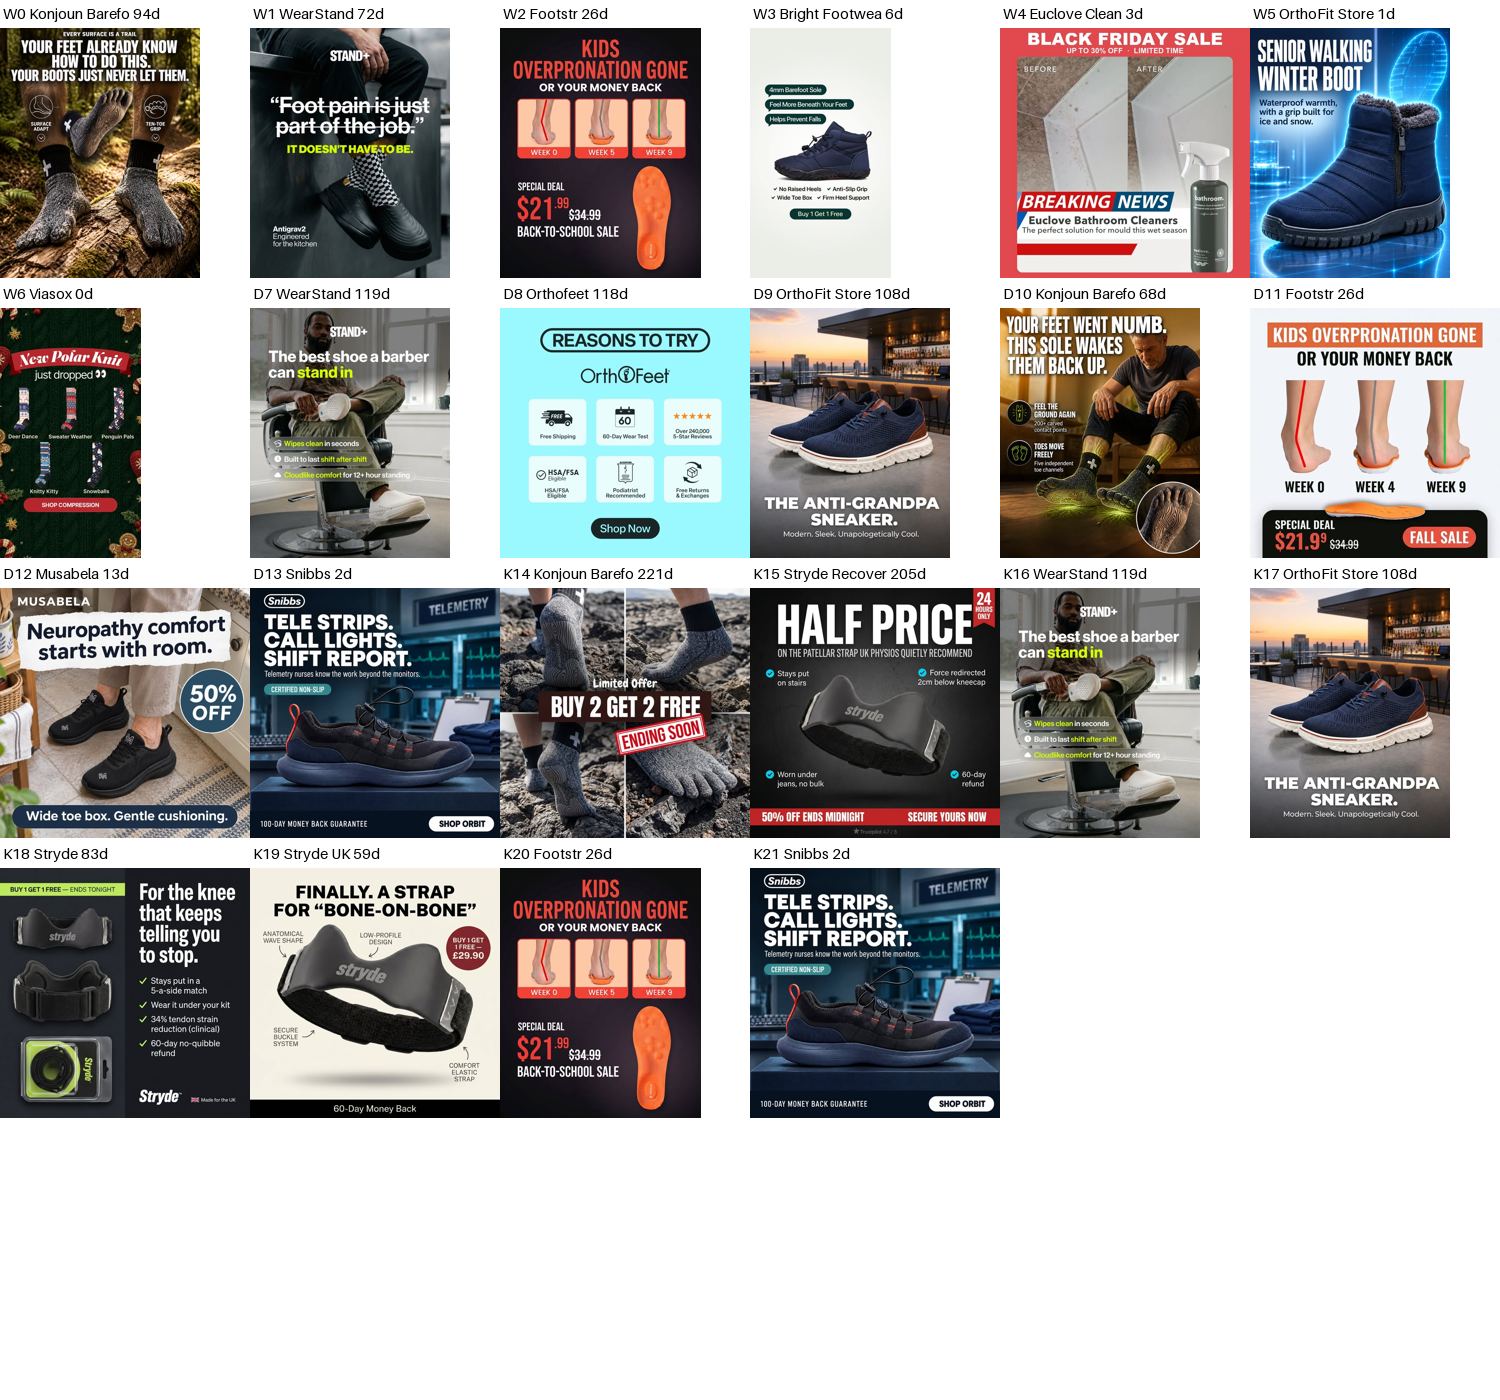 W0 Konjoun Barefo 94d
EVERY SURFACE IS A TRAIL
YOUR FEET ALREADY KNOW
HOW TO DO THIS.
YOUR BOOTS JUST NEVER LET THEM.
SURFACE
ADAPT
TEN-TOE
GRIP
W1 WearStand 72d
STAND+
“Foot pain is just
part of the job.”
IT DOESN’T HAVE TO BE.
Antigrav2
Engineered
for the kitchen
W2 Footstr 26d
KIDS
OVERPRONATION GONE
OR YOUR MONEY BACK
WEEK 0
WEEK 5
WEEK 9
SPECIAL DEAL
$21.99 $34.99
BACK-TO-SCHOOL SALE
W3 Bright Footwea 6d
4mm Barefoot Sole
Feel More Beneath Your Feet
Helps Prevent Falls
No Raised Heels
Anti-Slip Grip
Wide Toe Box
Firm Heel Support
Buy 1 Get 1 Free
W4 Euclove Clean 3d
BLACK FRIDAY SALE
UP TO 30% OFF · LIMITED TIME
BEFORE
AFTER
bathroom.
BREAKING NEWS
Euclove Bathroom Cleaners
The perfect solution for mould this wet season
W5 OrthoFit Store 1d
SENIOR WALKING
WINTER BOOT
Waterproof warmth,
with a grip built for
ice and snow.
W6 Viasox 0d
New Polar Knit
just dropped
Deer Dance
Sweater Weather
Penguin Pals
Knitty Kitty
Snowballs
SHOP COMPRESSION
D7 WearStand 119d
STAND+
The best shoe a barber
can stand in
Wipes clean in seconds
Built to last shift after shift
Cloudlike comfort for 12+ hour standing
D8 Orthofeet 118d
REASONS TO TRY
OrthoFeet
FREE
Free Shipping
60
60-Day Wear Test
Over 240,000
5-Star Reviews
HSA/FSA
Eligible
HSA/FSA
Eligible
Podiatrist
Recommended
Free Returns
& Exchanges
Shop Now
D9 OrthoFit Store 108d
THE ANTI-GRANDPA
SNEAKER.
Modern. Sleek. Unapologetically Cool.
D10 Konjoun Barefo 68d
YOUR FEET WENT NUMB.
THIS SOLE WAKES
THEM BACK UP.
FEEL THE
GROUND AGAIN
200+ carved
contact points
TOES MOVE
FREELY
Five independent
toe channels
D11 Footstr 26d
KIDS OVERPRONATION GONE
OR YOUR MONEY BACK
WEEK 0
WEEK 4
WEEK 9
SPECIAL DEAL
$21.99 $34.99
FALL SALE
D12 Musabela 13d
MUSABELA
Neuropathy comfort
starts with room.
50%
OFF
Wide toe box. Gentle cushioning.
D13 Snibbs 2d
Snibbs
TELEMETRY
TELE STRIPS.
CALL LIGHTS.
SHIFT REPORT.
Telemetry nurses know the work beyond the monitors.
CERTIFIED NON-SLIP
100-DAY MONEY BACK GUARANTEE
SHOP ORBIT
K14 Konjoun Barefo 221d
Limited Offer
BUY 2 GET 2 FREE
ENDING SOON
K15 Stryde Recover 205d
24
HOURS
ONLY
HALF PRICE
ON THE PATELLAR STRAP UK PHYSIOS QUIETLY RECOMMEND
Stays put
on stairs
Force redirected
2cm below kneecap
stryde
Worn under
jeans, no bulk
60-day
refund
50% OFF ENDS MIDNIGHT
SECURE YOURS NOW
K16 WearStand 119d
STAND+
The best shoe a barber
can stand in
Wipes clean in seconds
Built to last shift after shift
Cloudlike comfort for 12+ hour standing
K17 OrthoFit Store 108d
THE ANTI-GRANDPA
SNEAKER.
Modern. Sleek. Unapologetically Cool.
K18 Stryde 83d
BUY 1 GET 1 FREE — ENDS TONIGHT
For the knee
that keeps
telling you
to stop.
stryde
Stays put in a
5-a-side match
Wear it under your kit
34% tendon strain
reduction (clinical)
60-day no-quibble
refund
Stryde
Stryde
Made for the UK
K19 Stryde UK 59d
FINALLY. A STRAP
FOR “BONE-ON-BONE”
ANATOMICAL
WAVE SHAPE
LOW-PROFILE
DESIGN
BUY 1 GET
1 FREE —
£29.90
stryde
SECURE
BUCKLE
SYSTEM
COMFORT
ELASTIC
STRAP
60-Day Money Back
K20 Footstr 26d
KIDS
OVERPRONATION GONE
OR YOUR MONEY BACK
WEEK 0
WEEK 5
WEEK 9
SPECIAL DEAL
$21.99 $34.99
BACK-TO-SCHOOL SALE
K21 Snibbs 2d
Snibbs
TELEMETRY
TELE STRIPS.
CALL LIGHTS.
SHIFT REPORT.
Telemetry nurses know the work beyond the monitors.
CERTIFIED NON-SLIP
100-DAY MONEY BACK GUARANTEE
SHOP ORBIT